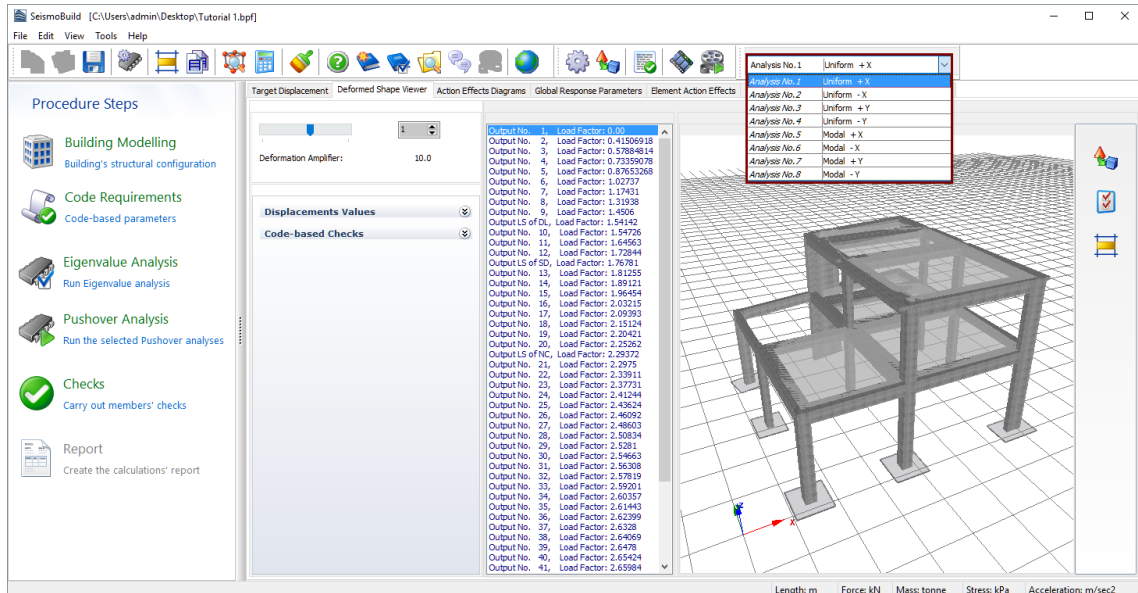 SeismoBuild [C:\Users\admin\Desktop\Tutorial 1.bpf]
File Edit View Tools Help
Analysis No.1 Uniform +X
Analysis No.1 Uniform +X
Analysis No.2 Uniform - X
Analysis No.3 Uniform +Y
Analysis No.4 Uniform - Y
Analysis No.5 Modal +X
Analysis No.6 Modal - X
Analysis No.7 Modal +Y
Analysis No.8 Modal - Y
Procedure Steps
Building Modelling
Building's structural configuration
Code Requirements
Code-based parameters
Eigenvalue Analysis
Run Eigenvalue analysis
Pushover Analysis
Run the selected Pushover analyses
Checks
Carry out members' checks
Report
Create the calculations' report
Target Displacement Deformed Shape Viewer Action Effects Diagrams Global Response Parameters Element Action Effects
1
Deformation Amplifier: 10.0
Displacements Values
Code-based Checks
Output No. 1, Load Factor: 0.00
Output No. 2, Load Factor: 0.41506918
Output No. 3, Load Factor: 0.57884814
Output No. 4, Load Factor: 0.73359078
Output No. 5, Load Factor: 0.87653268
Output No. 6, Load Factor: 1.02737
Output No. 7, Load Factor: 1.17431
Output No. 8, Load Factor: 1.31938
Output No. 9, Load Factor: 1.4506
Output LS of DL, Load Factor: 1.54142
Output No. 10, Load Factor: 1.54726
Output No. 11, Load Factor: 1.64563
Output No. 12, Load Factor: 1.72844
Output LS of SD, Load Factor: 1.76781
Output No. 13, Load Factor: 1.81255
Output No. 14, Load Factor: 1.89121
Output No. 15, Load Factor: 1.96454
Output No. 16, Load Factor: 2.03215
Output No. 17, Load Factor: 2.09393
Output No. 18, Load Factor: 2.15124
Output No. 19, Load Factor: 2.20421
Output No. 20, Load Factor: 2.25262
Output LS of NC, Load Factor: 2.29372
Output No. 21, Load Factor: 2.2975
Output No. 22, Load Factor: 2.33911
Output No. 23, Load Factor: 2.37731
Output No. 24, Load Factor: 2.41244
Output No. 25, Load Factor: 2.43624
Output No. 26, Load Factor: 2.46092
Output No. 27, Load Factor: 2.48603
Output No. 28, Load Factor: 2.50834
Output No. 29, Load Factor: 2.5281
Output No. 30, Load Factor: 2.54663
Output No. 31, Load Factor: 2.56308
Output No. 32, Load Factor: 2.57819
Output No. 33, Load Factor: 2.59201
Output No. 34, Load Factor: 2.60357
Output No. 35, Load Factor: 2.61443
Output No. 36, Load Factor: 2.62399
Output No. 37, Load Factor: 2.6328
Output No. 38, Load Factor: 2.64069
Output No. 39, Load Factor: 2.6478
Output No. 40, Load Factor: 2.65424
Output No. 41, Load Factor: 2.65984
X
Length: m Force: kN Mass: tonne Stress: kPa Acceleration: m/sec2